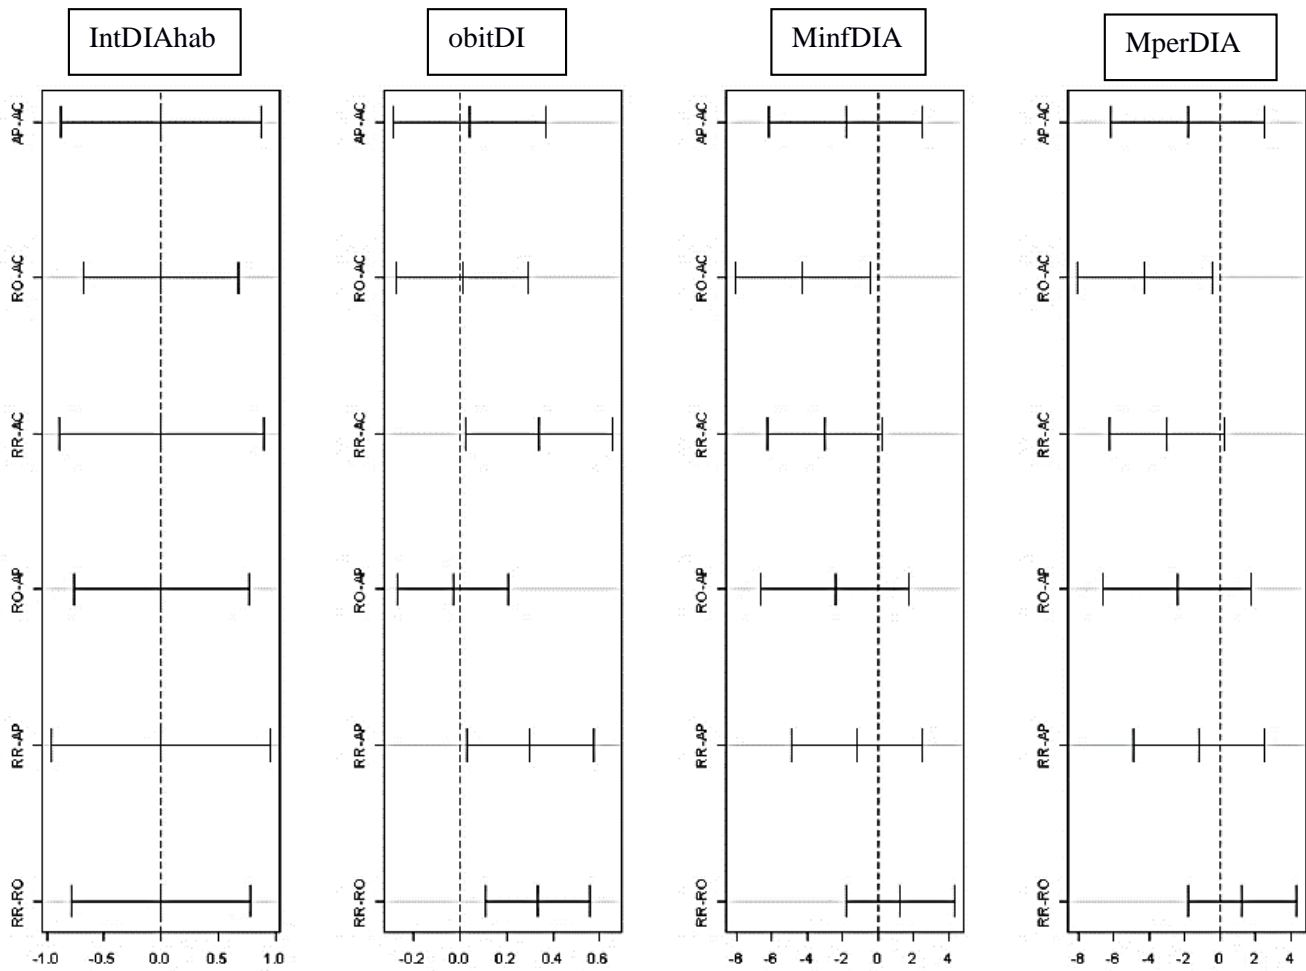 IntDIAhab
obitDI
MinfDIA
MperDIA
AP-AC
RO-AC
RR-AC
RO-AP
RR-AP
RR-RO
-1.0 -0.5 0.0 0.5 1.0
AP-AC
RO-AC
RR-AC
RO-AP
RR-AP
RR-RO
-0.2 0.0 0.2 0.4 0.6
AP-AC
RO-AC
RR-AC
RO-AP
RR-AP
RR-RO
-8 -6 -4 -2 0 2 4
AP-AC
RO-AC
RR-AC
RO-AP
RR-AP
RR-RO
-8 -6 -4 -2 0 2 4